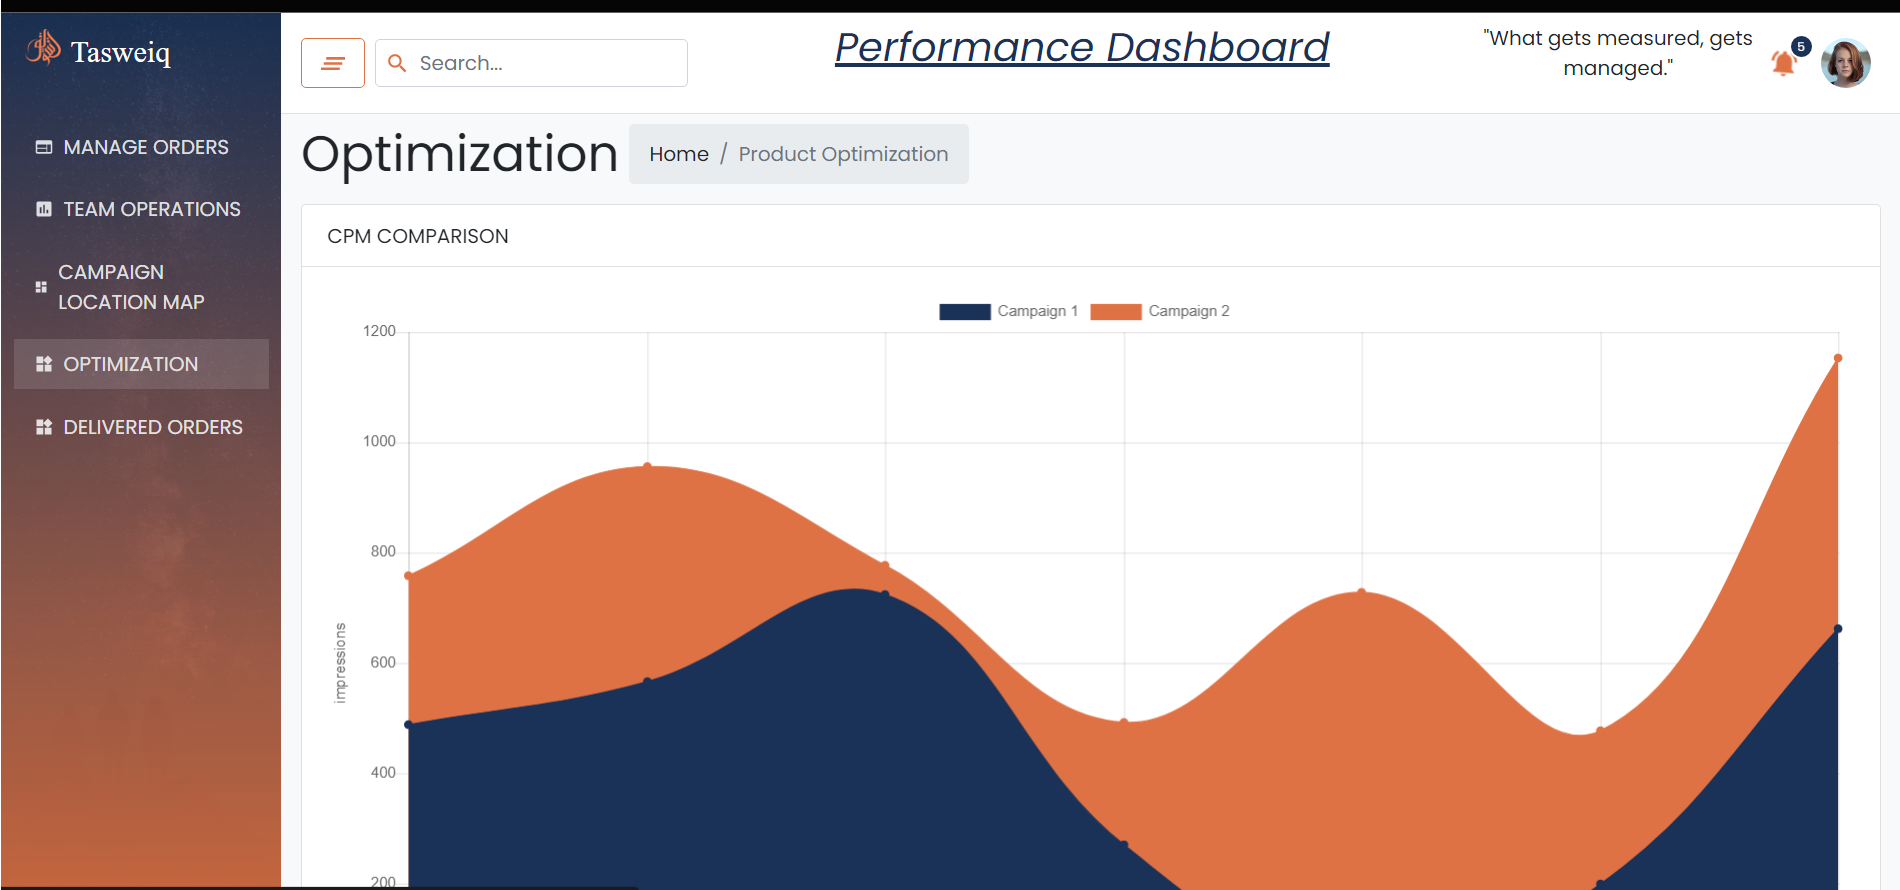 Tasweiq
Search...
Performance Dashboard
"What gets measured, gets
managed."
5
MANAGE ORDERS
TEAM OPERATIONS
CAMPAIGN
LOCATION MAP
OPTIMIZATION
DELIVERED ORDERS
Optimization
Home / Product Optimization
CPM COMPARISON
Campaign 1
Campaign 2
1200
1000
800
600
400
200
impressions